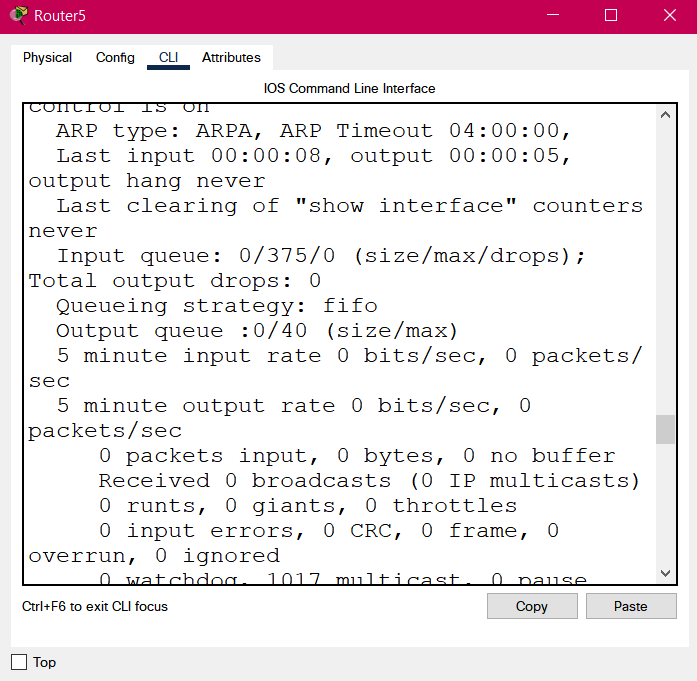 Router5
Physical Config CLI Attributes
IOS Command Line Interface
control is on
ARP type: ARPA, ARP Timeout 04:00:00,
Last input 00:00:08, output 00:00:05,
output hang never
Last clearing of "show interface" counters
never
Input queue: 0/375/0 (size/max/drops);
Total output drops: 0
Queueing strategy: fifo
Output queue :0/40 (size/max)
5 minute input rate 0 bits/sec, 0 packets/
sec
5 minute output rate 0 bits/sec, 0
packets/sec
0 packets input, 0 bytes, 0 no buffer
Received 0 broadcasts (0 IP multicasts)
0 runts, 0 giants, 0 throttles
0 input errors, 0 CRC, 0 frame, 0
overrun, 0 ignored
0 watchdog, 1017 multicast, 0 pause
Ctrl+F6 to exit CLI focus
Copy Paste
Top